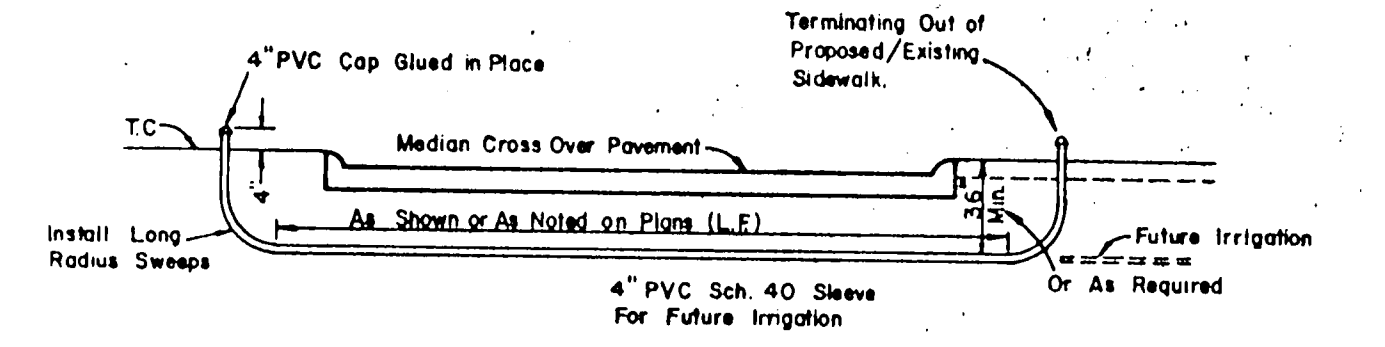 Terminating Out of
Proposed/Existing
Sidewalk.
4" PVC Cap Glued in Place
T.C
Median Cross Over Pavement
4"
36"
Min.
As Shown or As Noted on Plans (L.F.)
Install Long
Radius Sweeps
Future Irrigation
Or As Required
4" PVC Sch. 40 Sleeve
For Future Irrigation